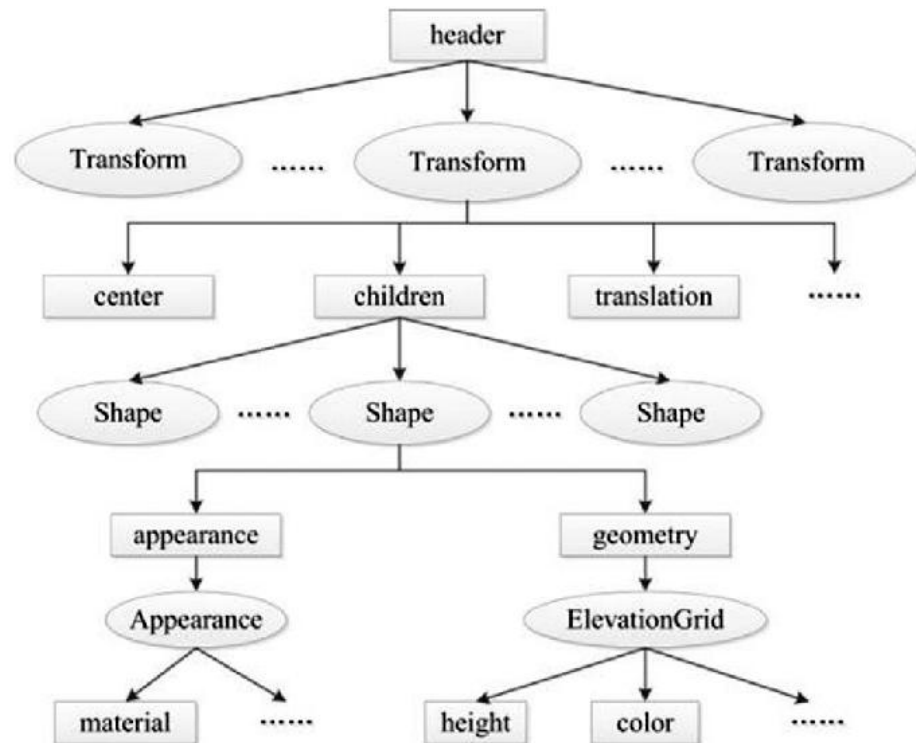 header
Transform ...... Transform ...... Transform
center children translation ......
Shape ...... Shape ...... Shape
appearance geometry
Appearance ElevationGrid
material ...... height color ......